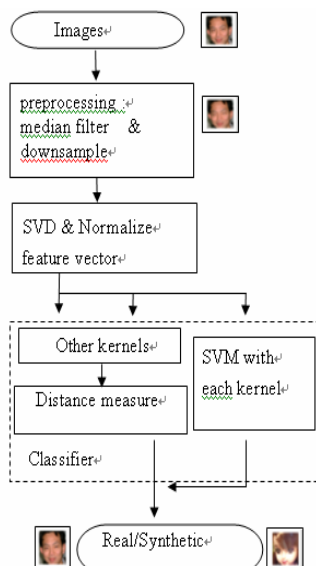 Images
preprocessing :
median filter &
downsample
SVD & Normalize
feature vector
Other kernels
Distance measure
SVM with
each kernel
Classifier
Real/Synthetic